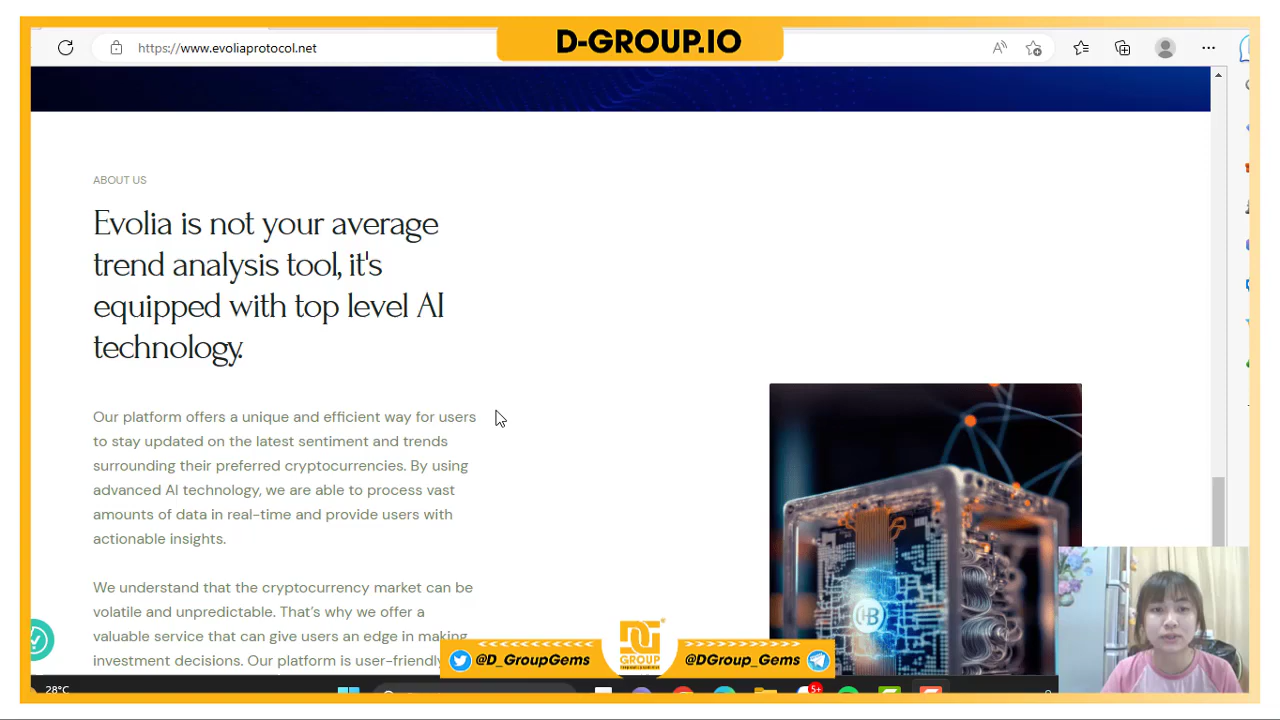 D-GROUP.IO
https://www.evoliaprotocol.net
ABOUT US
Evolia is not your average
trend analysis tool, it's
equipped with top level AI
technology.
Our platform offers a unique and efficient way for users
to stay updated on the latest sentiment and trends
surrounding their preferred cryptocurrencies. By using
advanced AI technology, we are able to process vast
amounts of data in real-time and provide users with
actionable insights.
We understand that the cryptocurrency market can be
volatile and unpredictable. That's why we offer a
valuable service that can give users an edge in making
investment decisions. Our platform is user-friendly
@D_GroupGems
GROUP
@DGroup_Gems
28°C
5+